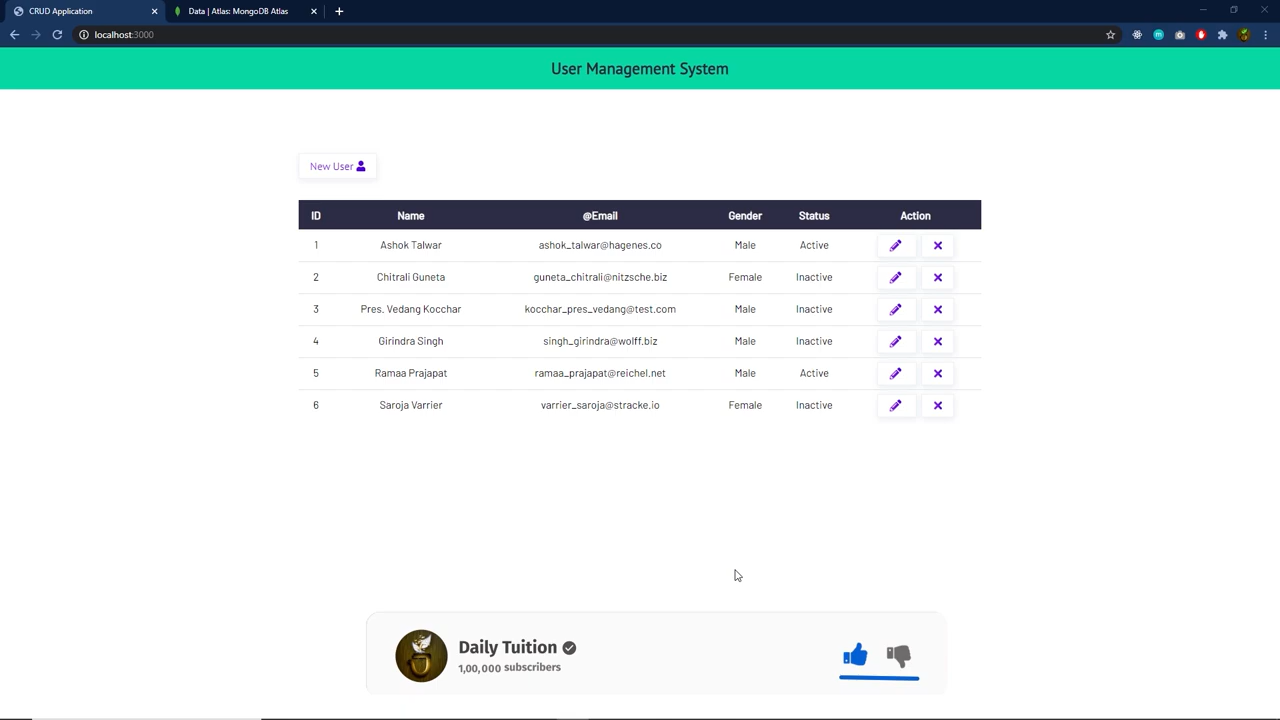 CRUD Application
Data | Atlas: MongoDB Atlas
localhost:3000
User Management System
New User
ID Name @Email Gender Status Action
1 Ashok Talwar ashok_talwar@hagenes.co Male Active
2 Chitrali Guneta guneta_chitrali@nitzsche.biz Female Inactive
3 Pres. Vedang Kocchar kocchar_pres_vedang@test.com Male Inactive
4 Girindra Singh singh_girindra@wolff.biz Male Inactive
5 Ramaa Prajapat ramaa_prajapat@reichel.net Male Active
6 Saroja Varrier varrier_saroja@stracke.io Female Inactive
Daily Tuition
1,00,000 subscribers